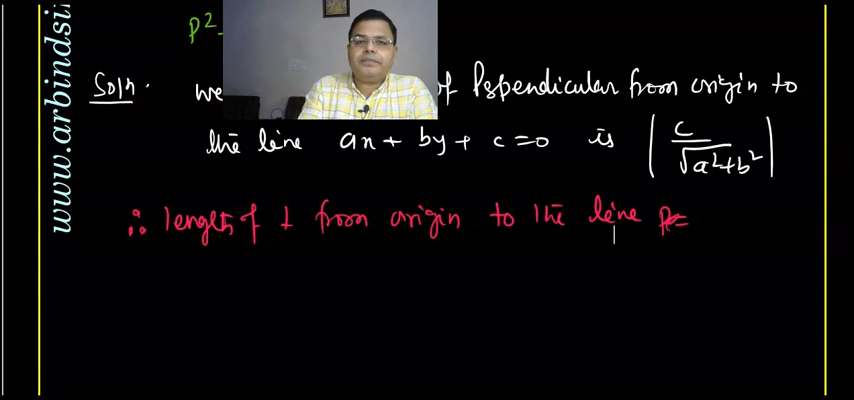 P²-
Soln.
we of Perpendicular from origin to
the line ax + by + c = 0 is |c/√a²+b²|
∴ length of ⊥ from origin to the line P=
www.arbindsi